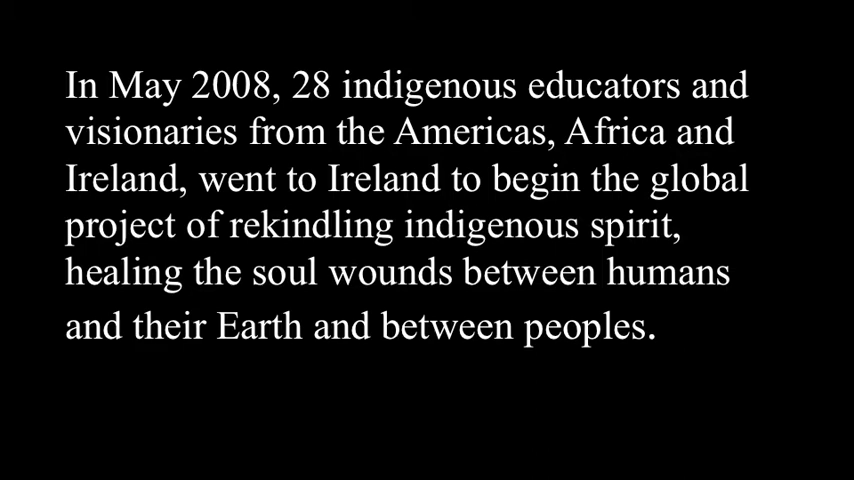 In May 2008, 28 indigenous educators and
visionaries from the Americas, Africa and
Ireland, went to Ireland to begin the global
project of rekindling indigenous spirit,
healing the soul wounds between humans
and their Earth and between peoples.